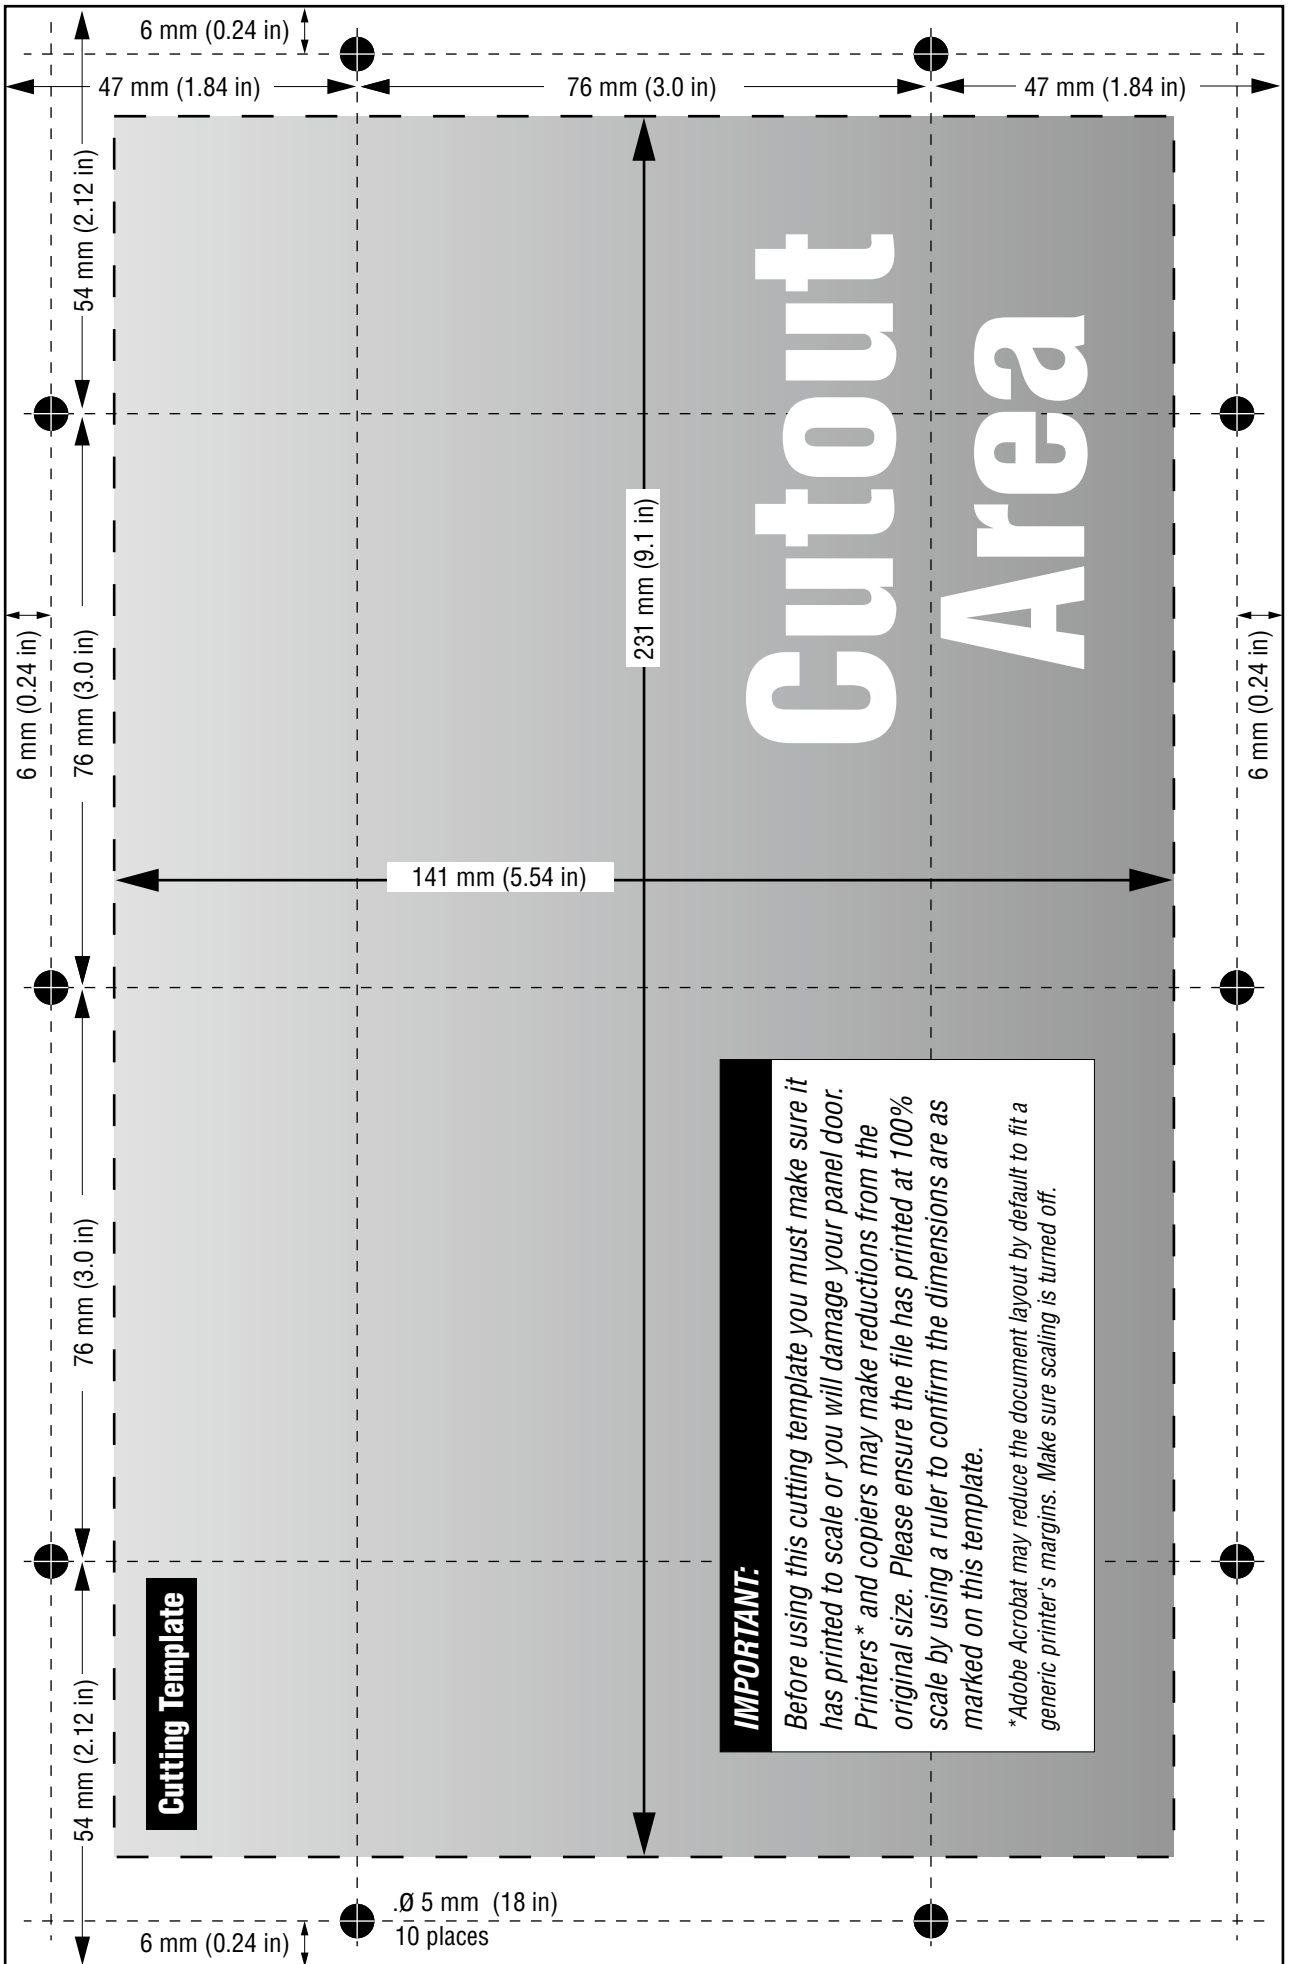 6 mm (0.24 in)
47 mm (1.84 in)
76 mm (3.0 in)
47 mm (1.84 in)
54 mm (2.12 in)
Cutout
Area
231 mm (9.1 in)
6 mm (0.24 in)
76 mm (3.0 in)
6 mm (0.24 in)
141 mm (5.54 in)
76 mm (3.0 in)
IMPORTANT:
Before using this cutting template you must make sure it
has printed to scale or you will damage your panel door.
Printers* and copiers may make reductions from the
original size. Please ensure the file has printed at 100%
scale by using a ruler to confirm the dimensions are as
marked on this template.
*Adobe Acrobat may reduce the document layout by default to fit a
generic printer's margins. Make sure scaling is turned off.
Cutting Template
54 mm (2.12 in)
.Ø 5 mm (18 in)
10 places
6 mm (0.24 in)